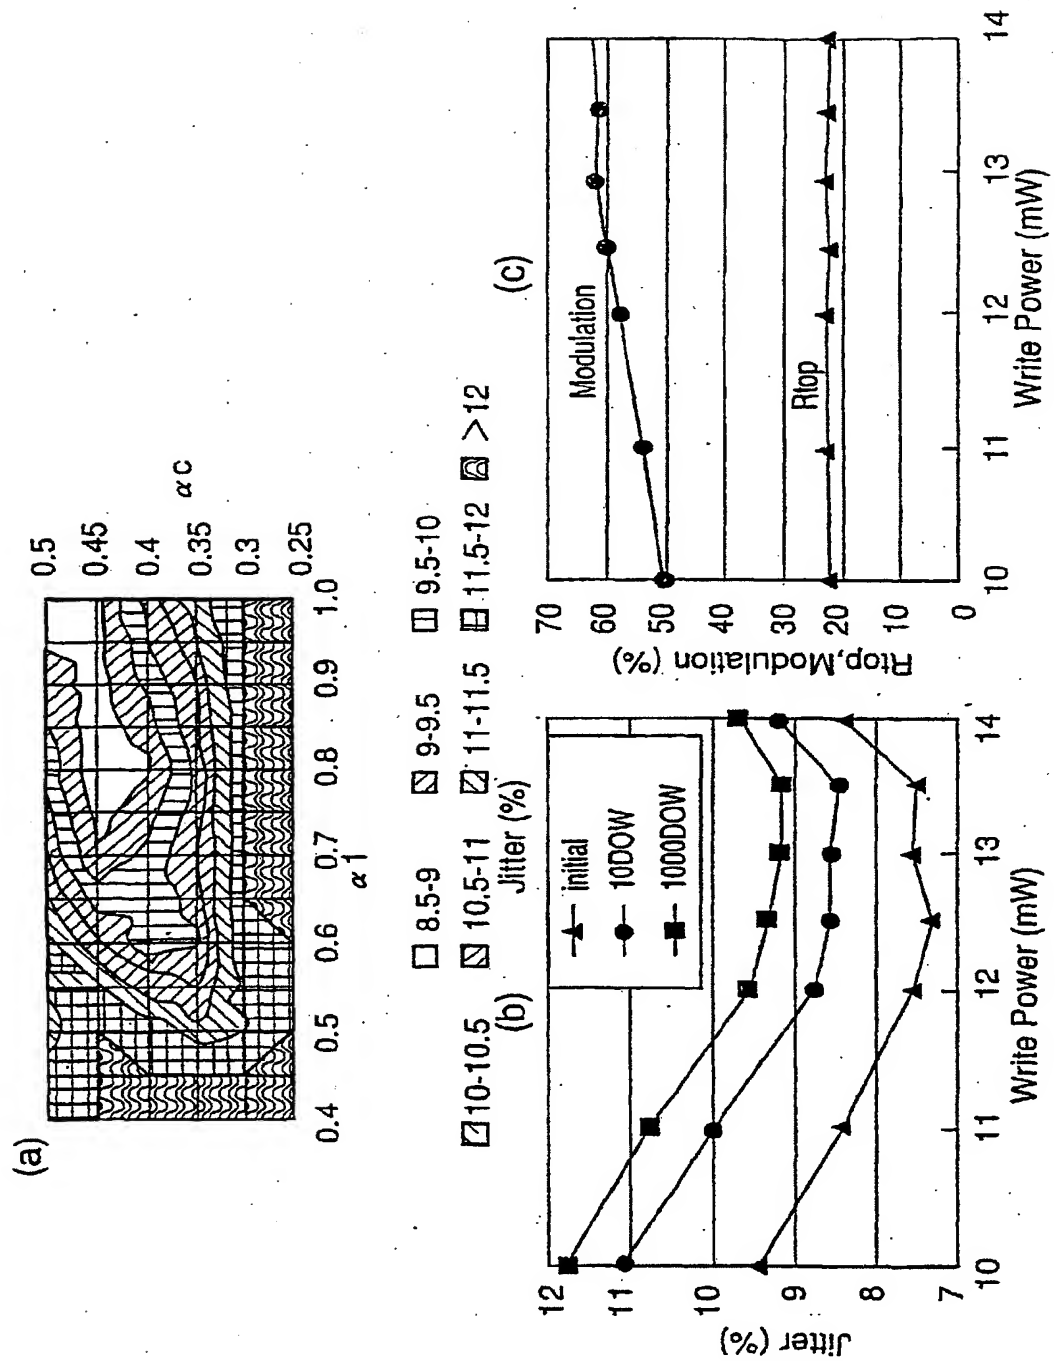 (a)
0.5
0.45
0.4
0.35
0.3
0.25
αc
0.4 0.5 0.6 0.7 0.8 0.9 1.0
α1
8.5-9 9-9.5 9.5-10
10-10.5 10.5-11 11-11.5 11.5-12 >12
Jitter (%)
(b)
12
11
10
9
8
7
Jitter (%)
initial
10DOW
1000DOW
10 11 12 13 14
Write Power (mW)
(c)
70
60
50
40
30
20
10
0
Rtop,Modulation (%)
Modulation
Rtop
10 11 12 13 14
Write Power (mW)